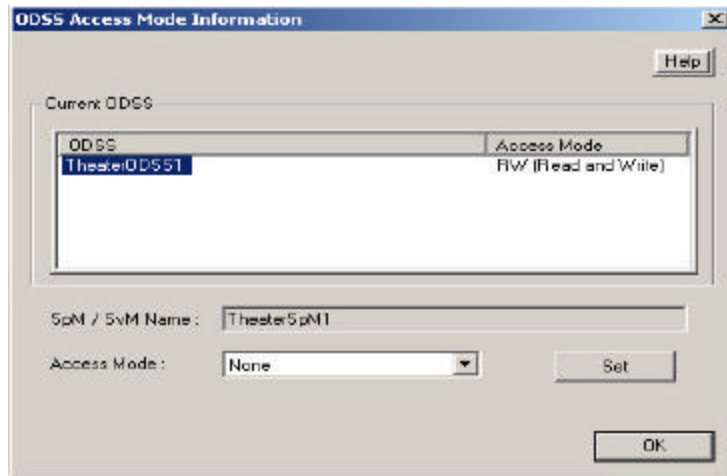 ODSS Access Mode Information
Help
Current ODSS
ODSS Access Mode
TheaterODSS1 RW (Read and Write)
SpM / SvM Name : TheaterSpM1
Access Mode : None Set
OK